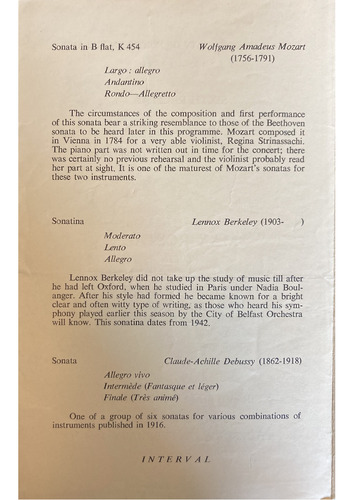 Sonata in B flat, K 454 Wolfgang Amadeus Mozart
(1756-1791)
Largo : allegro
Andantino
Rondo—Allegretto
The circumstances of the composition and first performance
of this sonata bear a striking resemblance to those of the Beethoven
sonata to be heard later in this programme. Mozart composed it
in Vienna in 1784 for a very able violinist, Regina Strinassachi.
The piano part was not written out in time for the concert; there
was certainly no previous rehearsal and the violinist probably read
her part at sight. It is one of the maturest of Mozart's sonatas for
these two instruments.
Sonatina Lennox Berkeley (1903- )
Moderato
Lento
Allegro
Lennox Berkeley did not take up the study of music till after
he had left Oxford, when he studied in Paris under Nadia Boul-
anger. After his style had formed he became known for a bright
clear and often witty type of writing, as those who heard his sym-
phony played earlier this season by the City of Belfast Orchestra
will know. This sonatina dates from 1942.
Sonata Claude-Achille Debussy (1862-1918)
Allegro vivo
Intermède (Fantasque et léger)
Finale (Très animé)
One of a group of six sonatas for various combinations of
instruments published in 1916.
INTERVAL